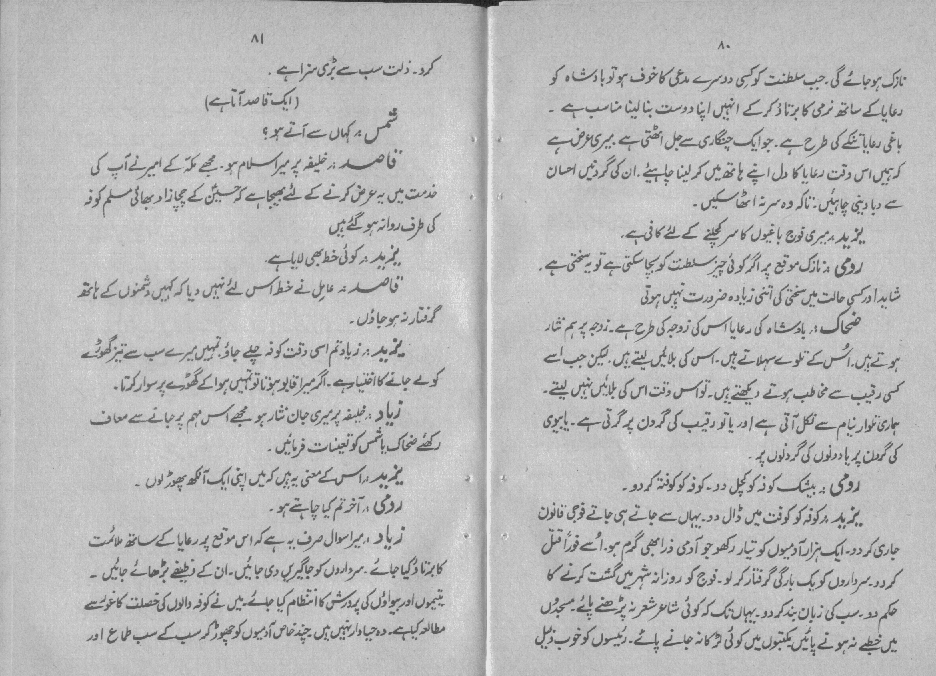 ۸۰
نازک ہو جائے گی۔ جب سلطنت کو کسی دوسرے مدعی کا خوف ہو تو بادشاہ کو
رعایا کے ساتھ نرمی کا برتاؤ کر کے انہیں اپنا دوست بنا لینا مناسب ہے ۔
باغی رعایا تنکے کی طرح ہے۔ جو ایک چنگاری سے جل اٹھتی ہے۔ میری عرض ہے
کہ ہمیں اس وقت رعایا کا دل اپنے ہاتھ میں کر لینا چاہیئے۔ ان کی گردنیں احسان
سے دبا دینی چاہئیں۔ تاکہ وہ سر نہ اٹھا سکیں۔
یزید :۔ میری فوج باغیوں کا سر کچلنے کے لئے کافی ہے۔
رومی :۔ نازک موقع پر اگر کوئی چیز سلطنت کو بچا سکتی ہے تو یہ سختی ہے۔
شاید اور کسی حالت میں سختی کی اتنی زیادہ ضرورت نہیں ہوتی
ضحاک :۔ بادشاہ کی رعایا اس کی زوجہ کی طرح ہے۔ زوجہ پر ہم نثار
ہوتے ہیں۔ اُس کے تلوے سہلاتے ہیں۔ اس کی بلائیں لیتے ہیں۔ لیکن جب اسے
کسی رقیب سے مخاطب ہوتے دیکھتے ہیں۔ تو اس وقت اس کی بلائیں نہیں لیتے۔
ہماری تلوار نیام سے نکل آتی ہے اور یا تو رقیب کی گردن پر گرتی ہے۔ یا بیوی
کی گردن پر یا دونوں کی گردنوں پر۔
رومی :۔ بیشک کوفہ کو کچل دو۔ کوفہ کو کوفتہ کر دو۔
یزید :۔ کوفہ کو کوفت میں ڈال دو۔ یہاں سے جاتے ہی جاتے فوجی قانون
جاری کر دو۔ ایک ہزار آدمیوں کو تیار رکھو جو آدمی ذرا بھی گرم ہو۔ اُسے فوراً قتل
کر دو۔ سرداروں کو یک بارگی گرفتار کر لو۔ فوج کو روزانہ شہر میں گشت کرنے کا
حکم دو۔ سب کی زبان بند کر دو۔ یہاں تک کہ کوئی شاعر شعر نہ پڑھنے پائے۔ مسجدوں
میں خطبے نہ ہونے پائیں۔ مکتبوں میں کوئی لڑکا نہ جانے پائے۔ رئیسوں کو خوب ذلیل
۸۱
کر دو۔ ذلت سب سے بڑی سزا ہے ۔
(ایک قاصد آتا ہے)
شمس :۔ کہاں سے آتے ہو ؟
قاصد :۔ خلیفہ پر میرا سلام ہو۔ مجھے مکہ کے امیر نے آپ کی
خدمت میں یہ عرض کرنے کے لئے بھیجا ہے کہ حسینؓ کے چچا زاد بھائی مسلم کوفہ
کی طرف روانہ ہو گئے ہیں
یزید :۔ کوئی خط بھی لایا ہے۔
قاصد :۔ عامل نے خط اس لئے نہیں دیا کہ کہیں دشمنوں کے ہاتھ
گرفتار نہ ہو جاؤں ۔
یزید :۔ زیاد تم اسی وقت کوفہ چلے جاؤ۔ تمہیں میرے سب سے تیز گھوڑے
کو لے جانے کا اختیار ہے۔ اگر میرا قابو ہوتا تو تمہیں ہوا کے گھوڑے پر سوار کرتا۔
زیاد :۔ خلیفہ پر میری جان نثار ہو۔ مجھے اس مہم پر جانے سے معاف
رکھئے ضحاک یا شمس کو تعینات فرمائیں ۔
یزید :۔ اس کے معنی یہ ہیں کہ میں اپنی ایک آنکھ پھوڑ لوں ۔
رومی :۔ آخر تم کیا چاہتے ہو ۔
زیاد :۔ میرا سوال صرف یہ ہے کہ اس موقع پر رعایا کے ساتھ ملائمت
کا برتاؤ کیا جائے ۔ سرداروں کو جاگیریں دی جائیں ۔ ان کے وظیفے بڑھائے جائیں ۔
یتیموں اور بیواؤں کی پرورش کا انتظام کیا جائے میں نے کوفہ والوں کی خصلت کا غور سے
مطالعہ کیا ہے۔ وہ حیادار نہیں ہیں چند خاص آدمیوں کو چھوڑ کر سب کے سب طماع اور